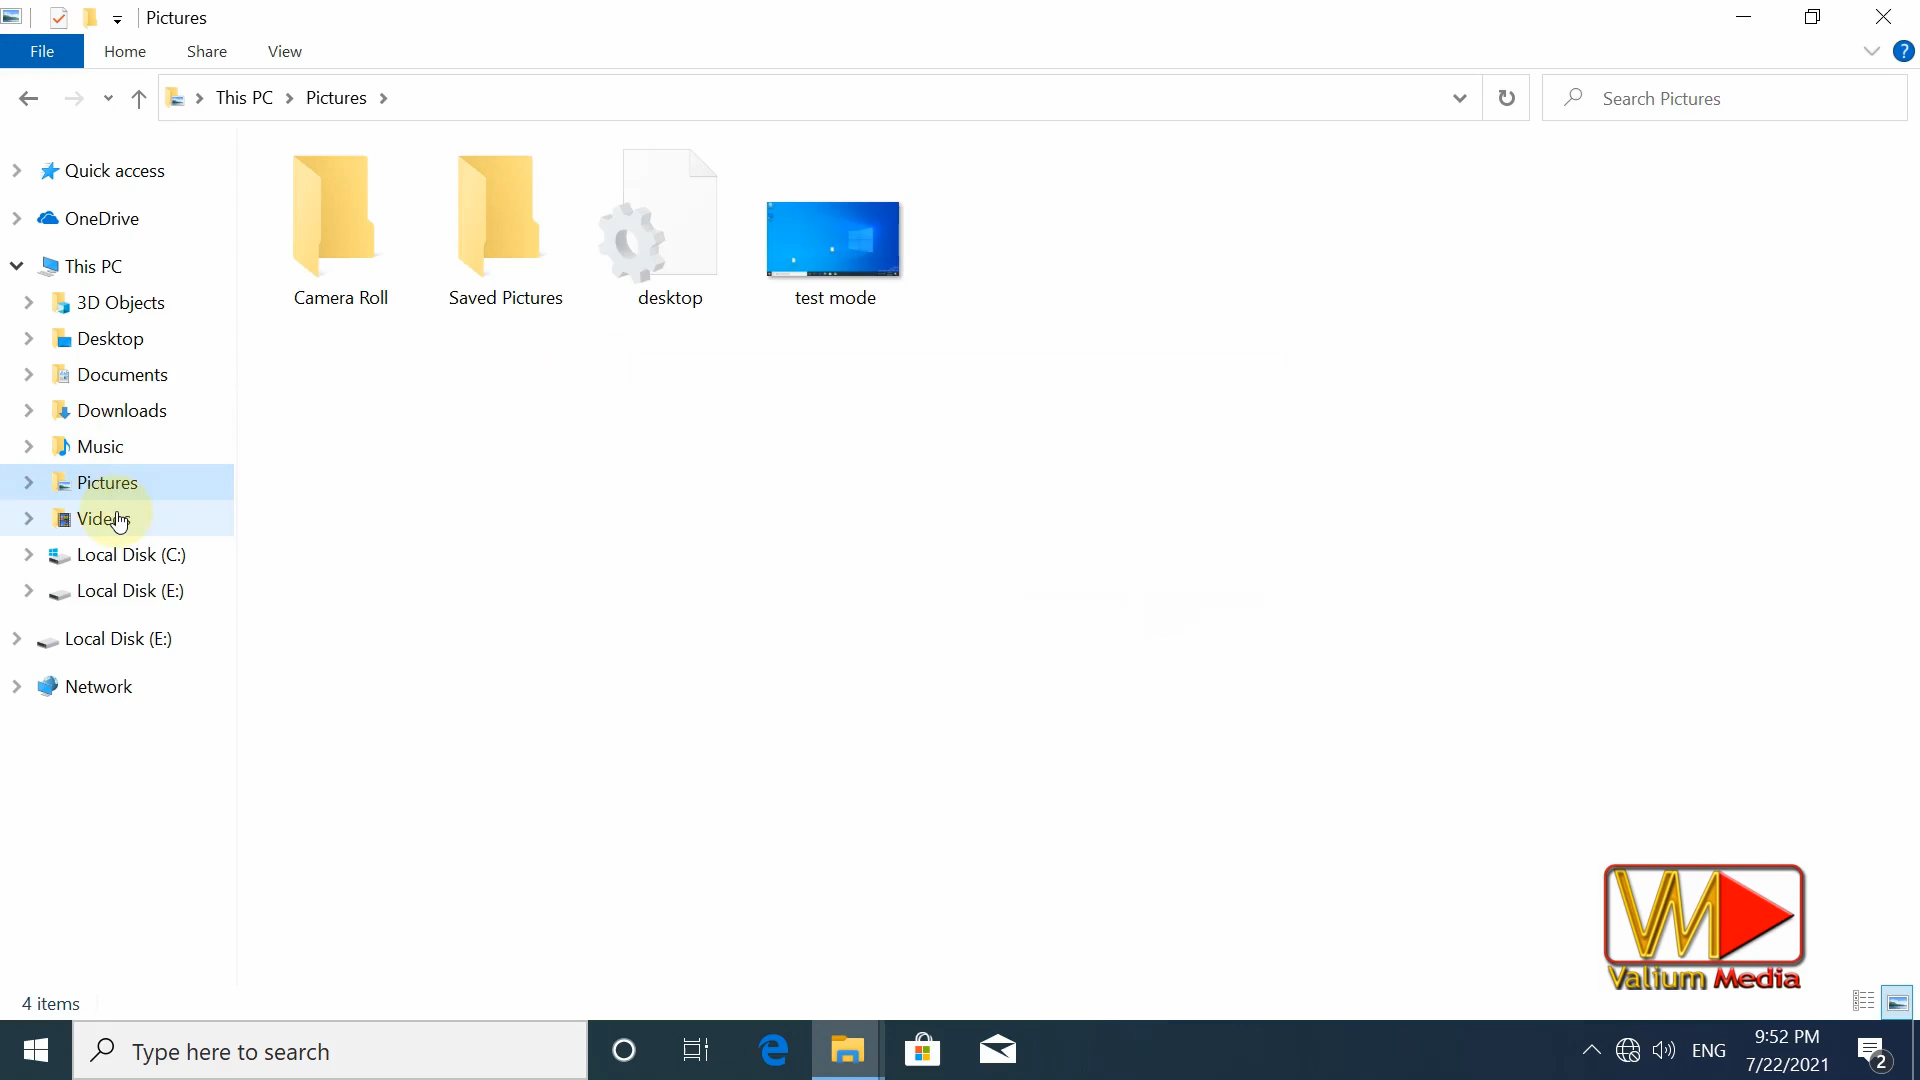 Pictures
File Home Share View
This PC Pictures
Search Pictures
Quick access
OneDrive
This PC
3D Objects
Desktop
Documents
Downloads
Music
Pictures
Videos
Local Disk (C:)
Local Disk (E:)
Local Disk (E:)
Network
Camera Roll
Saved Pictures
desktop
test mode
Valium Media
4 items
Type here to search
ENG
9:52 PM
7/22/2021
2